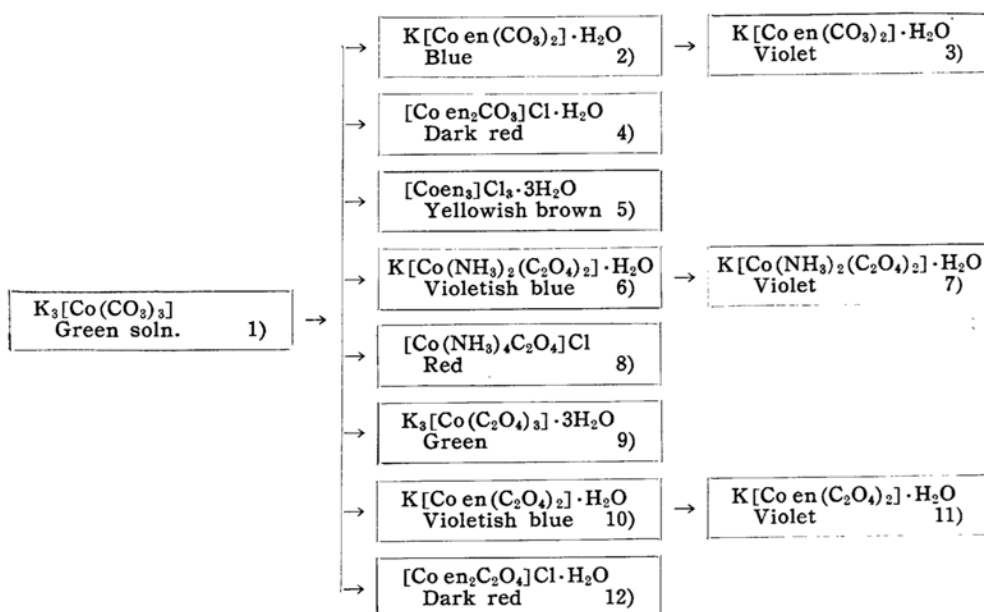 K[Co en(CO₃)₂]·H₂O
Blue 2)
K[Co en(CO₃)₂]·H₂O
Violet 3)
[Co en₂CO₃]Cl·H₂O
Dark red 4)
[Coen₃]Cl₃·3H₂O
Yellowish brown 5)
K[Co(NH₃)₂(C₂O₄)₂]·H₂O
Violetish blue 6)
K[Co(NH₃)₂(C₂O₄)₂]·H₂O
Violet 7)
K₃[Co(CO₃)₃]
Green soln. 1)
[Co(NH₃)₄C₂O₄]Cl
Red 8)
K₃[Co(C₂O₄)₃]·3H₂O
Green 9)
K[Co en(C₂O₄)₂]·H₂O
Violetish blue 10)
K[Co en(C₂O₄)₂]·H₂O
Violet 11)
[Co en₂C₂O₄]Cl·H₂O
Dark red 12)